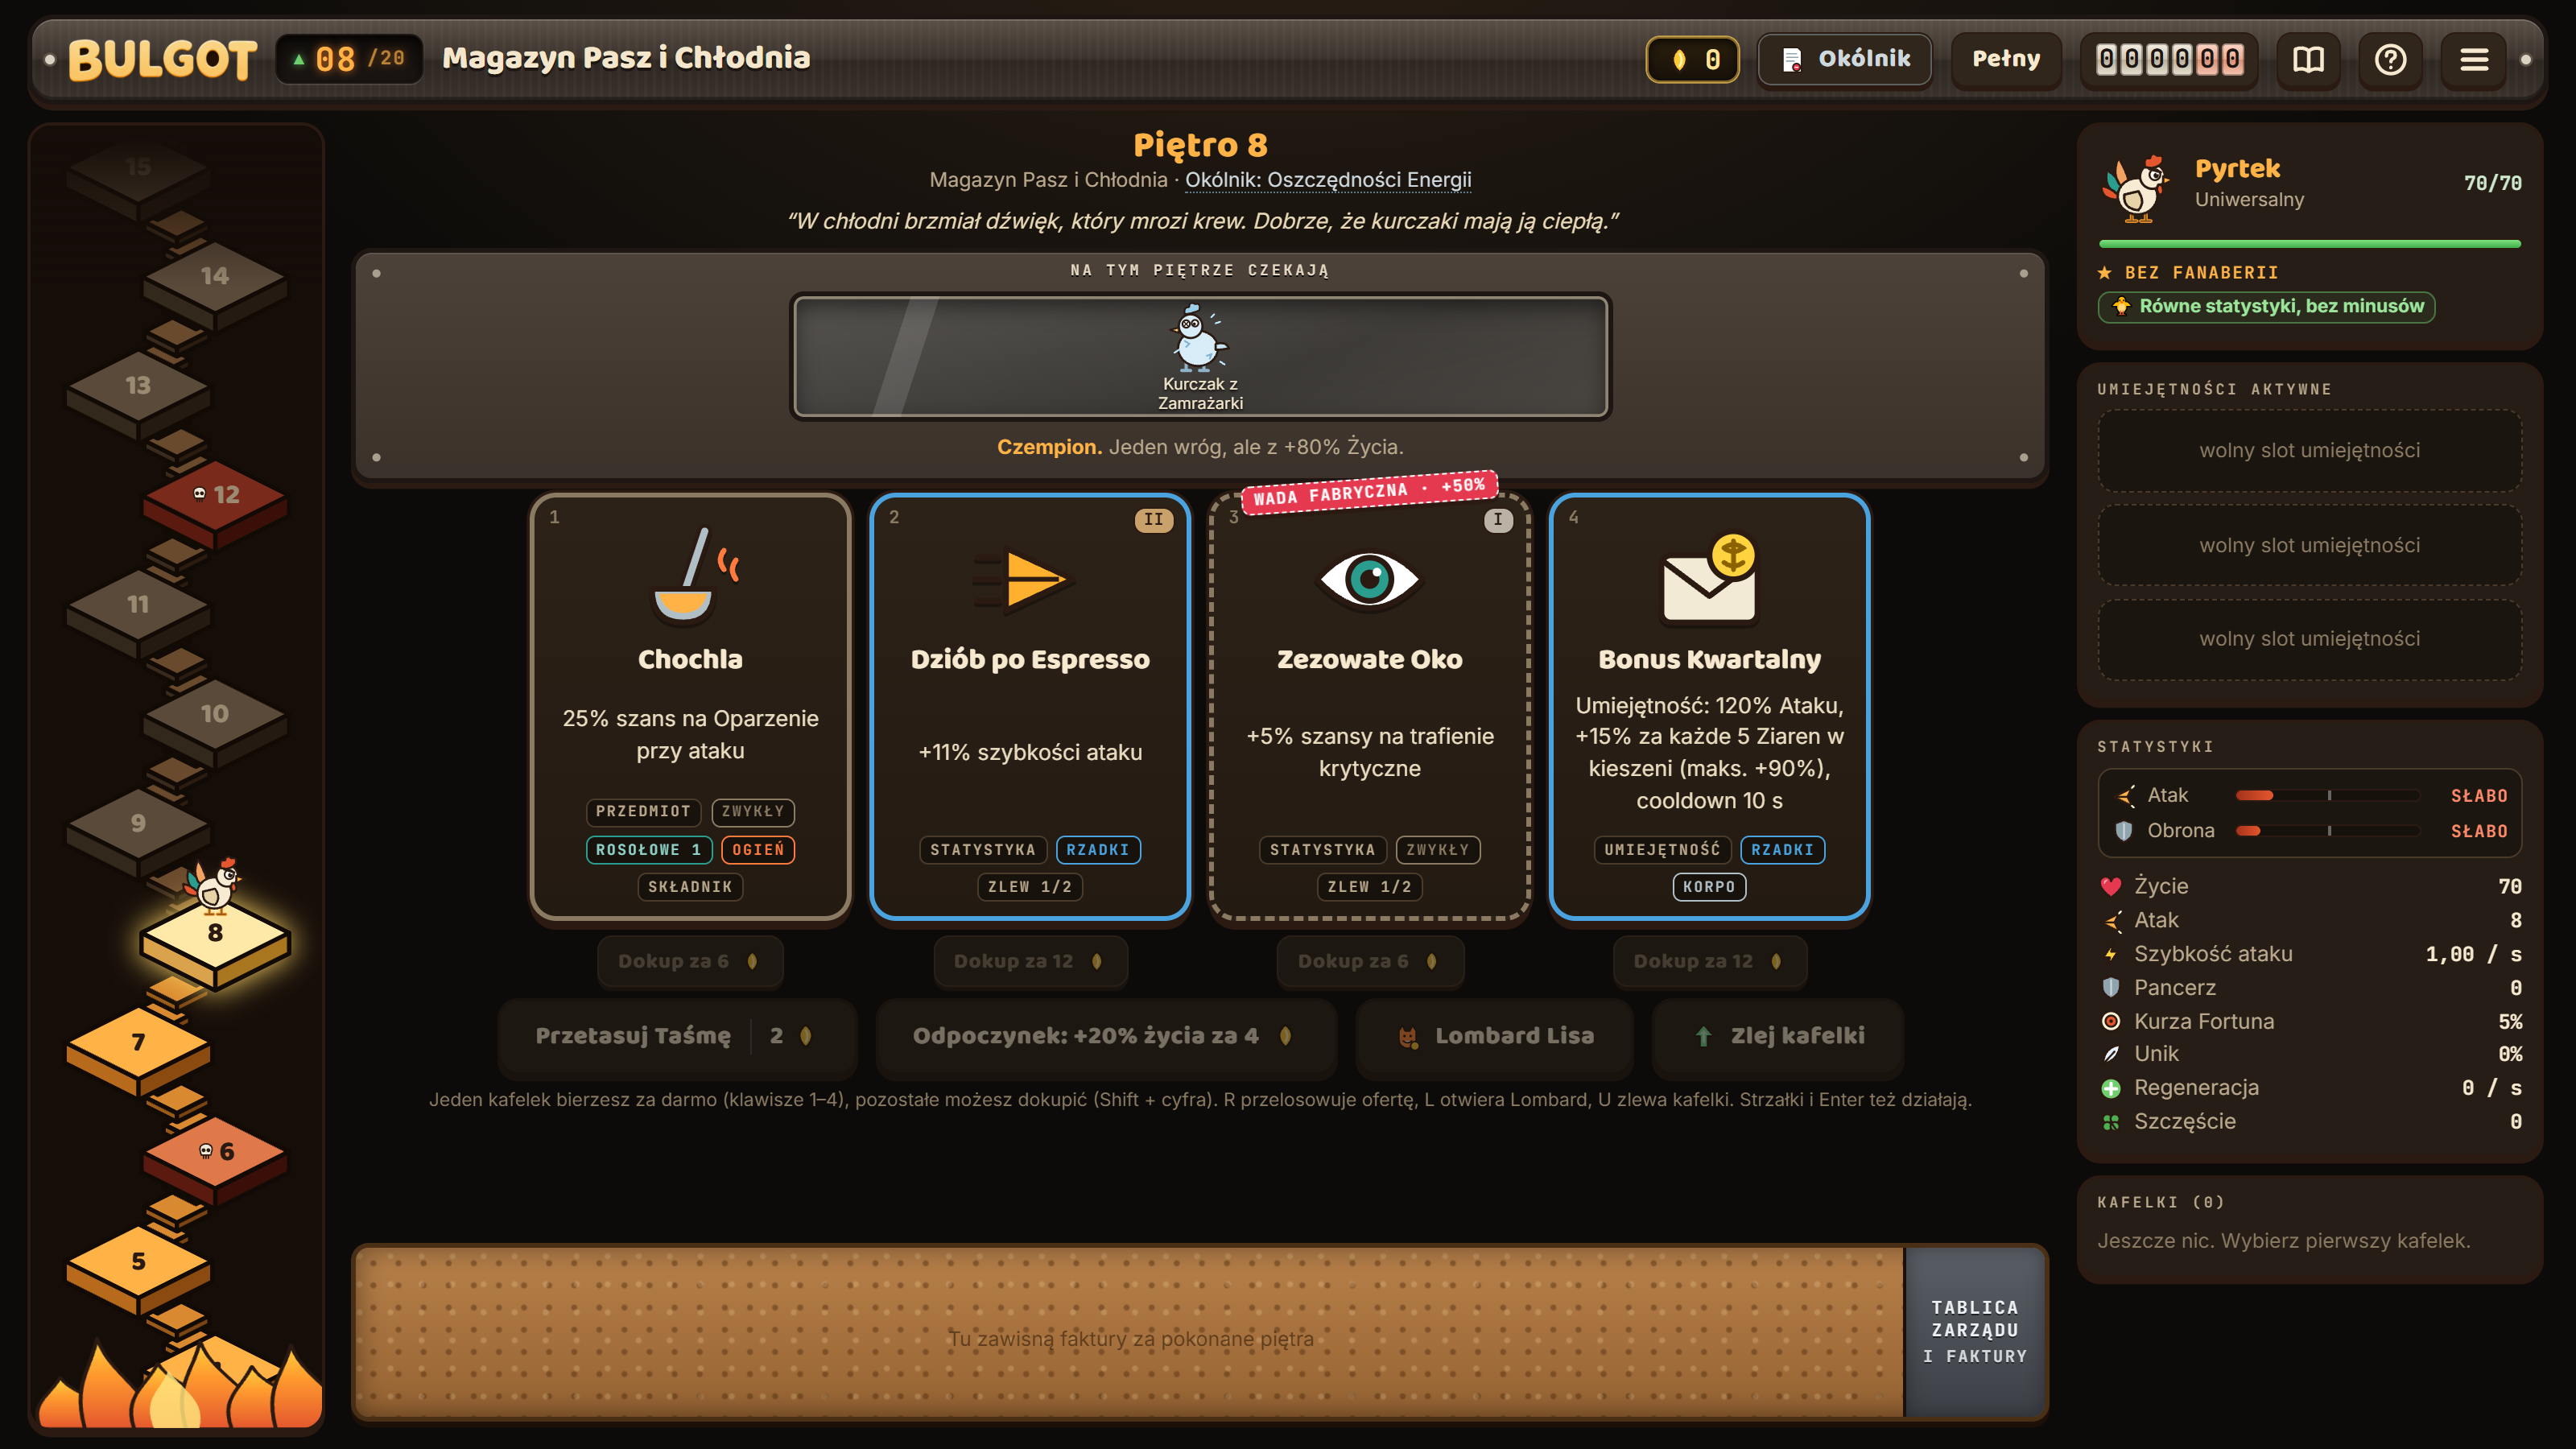 BULGOT
08 /20
Magazyn Pasz i Chłodnia
0
Okólnik
Pełny
000000
15
14
13
12
11
10
9
8
7
6
5
Piętro 8
Magazyn Pasz i Chłodnia · Okólnik: Oszczędności Energii
“W chłodni brzmiał dźwięk, który mrozi krew. Dobrze, że kurczaki mają ją ciepłą.”
NA TYM PIĘTRZE CZEKAJĄ
Kurczak z
Zamrażarki
Czempion. Jeden wróg, ale z +80% Życia.
1
Chochla
25% szans na Oparzenie
przy ataku
PRZEDMIOT ZWYKŁY
ROSOŁOWE 1 OGIEŃ
SKŁADNIK
Dokup za 6
2
II
Dziób po Espresso
+11% szybkości ataku
STATYSTYKA RZADKI
ZLEW 1/2
Dokup za 12
WADA FABRYCZNA · +50%
3
I
Zezowate Oko
+5% szansy na trafienie
krytyczne
STATYSTYKA ZWYKŁY
ZLEW 1/2
Dokup za 6
4
Bonus Kwartalny
Umiejętność: 120% Ataku,
+15% za każde 5 Ziaren w
kieszeni (maks. +90%),
cooldown 10 s
UMIEJĘTNOŚĆ RZADKI
KORPO
Dokup za 12
Przetasuj Taśmę 2
Odpoczynek: +20% życia za 4
Lombard Lisa
Zlej kafelki
Jeden kafelek bierzesz za darmo (klawisze 1–4), pozostałe możesz dokupić (Shift + cyfra). R przelosowuje ofertę, L otwiera Lombard, U zlewa kafelki. Strzałki i Enter też działają.
Tu zawisną faktury za pokonane piętra
TABLICA
ZARZĄDU
I FAKTURY
Pyrtek
Uniwersalny
70/70
★ BEZ FANABERII
Równe statystyki, bez minusów
UMIEJĘTNOŚCI AKTYWNE
wolny slot umiejętności
wolny slot umiejętności
wolny slot umiejętności
STATYSTYKI
Atak SŁABO
Obrona SŁABO
Życie 70
Atak 8
Szybkość ataku 1,00 / s
Pancerz 0
Kurza Fortuna 5%
Unik 0%
Regeneracja 0 / s
Szczęście 0
KAFELKI (0)
Jeszcze nic. Wybierz pierwszy kafelek.